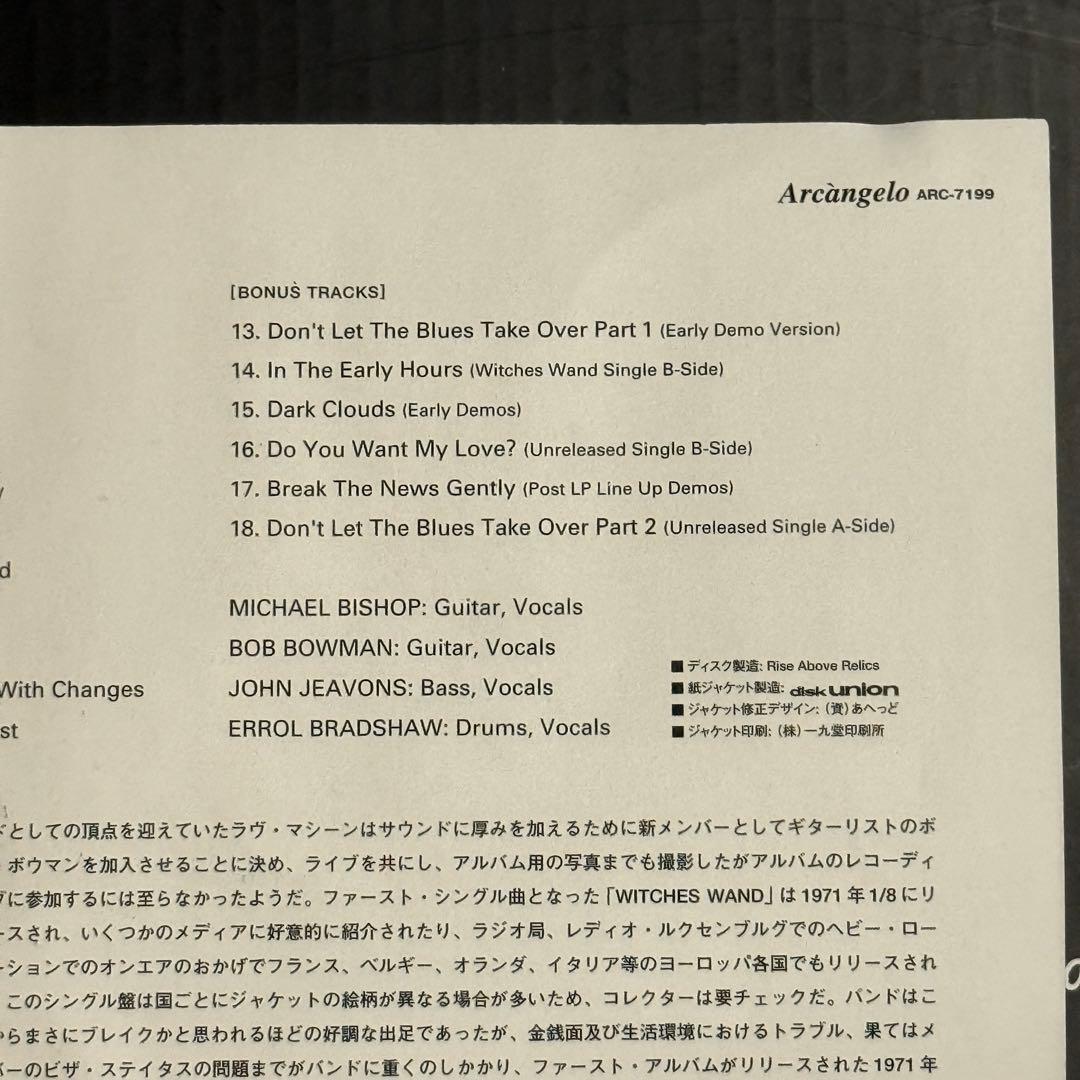 Arcàngelo ARC-7199
[BONUS TRACKS]
13. Don't Let The Blues Take Over Part 1 (Early Demo Version)
14. In The Early Hours (Witches Wand Single B-Side)
15. Dark Clouds (Early Demos)
16. Do You Want My Love? (Unreleased Single B-Side)
17. Break The News Gently (Post LP Line Up Demos)
18. Don't Let The Blues Take Over Part 2 (Unreleased Single A-Side)
With Changes
st
MICHAEL BISHOP: Guitar, Vocals
BOB BOWMAN: Guitar, Vocals
JOHN JEAVONS: Bass, Vocals
ERROL BRADSHAW: Drums, Vocals
■ ディスク製造: Rise Above Relics
■ 紙ジャケット製造: disk union
■ ジャケット修正デザイン: (資) あへっど
■ ジャケット印刷: (株) 一九堂印刷所
ドとしての頂点を迎えていたラヴ・マシーンはサウンドに厚みを加えるために新メンバーとしてギターリストのボ
・ボウマンを加入させることに決め、ライブを共にし、アルバム用の写真までも撮影したがアルバムのレコーディ
グに参加するには至らなかったようだ。ファースト・シングル曲となった「WITCHES WAND」は1971年1/8にリ
ースされ、いくつかのメディアに好意的に紹介されたり、ラジオ局、レディオ・ルクセンブルグでのヘビー・ロー
ーションでのオンエアのおかげでフランス、ベルギー、オランダ、イタリア等のヨーロッパ各国でもリリースされ
このシングル盤は国ごとにジャケットの絵柄が異なる場合が多いため、コレクターは要チェックだ。バンドはこ
らまさにブレイクかと思われるほどの好調な出足であったが、金銭面及び生活環境におけるトラブル、果てはメ
バーのビザ・ステイタスの問題までがバンドに重くのしかかり、ファースト・アルバムがリリースされた1971年